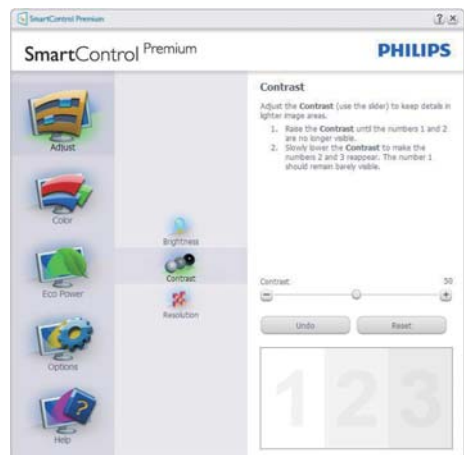 SmartControl Premium
SmartControl Premium
PHILIPS
Adjust
Color
Eco Power
Options
Help
Brightness
Contrast
Resolution
Contrast
Adjust the Contrast (use the slider) to keep details in
lighter image areas.
1. Raise the Contrast until the numbers 1 and 2
are no longer visible.
2. Slowly lower the Contrast to make the
numbers 2 and 3 reappear. The number 1
should remain barely visible.
Contrast: 50
Undo Reset
1 2 3